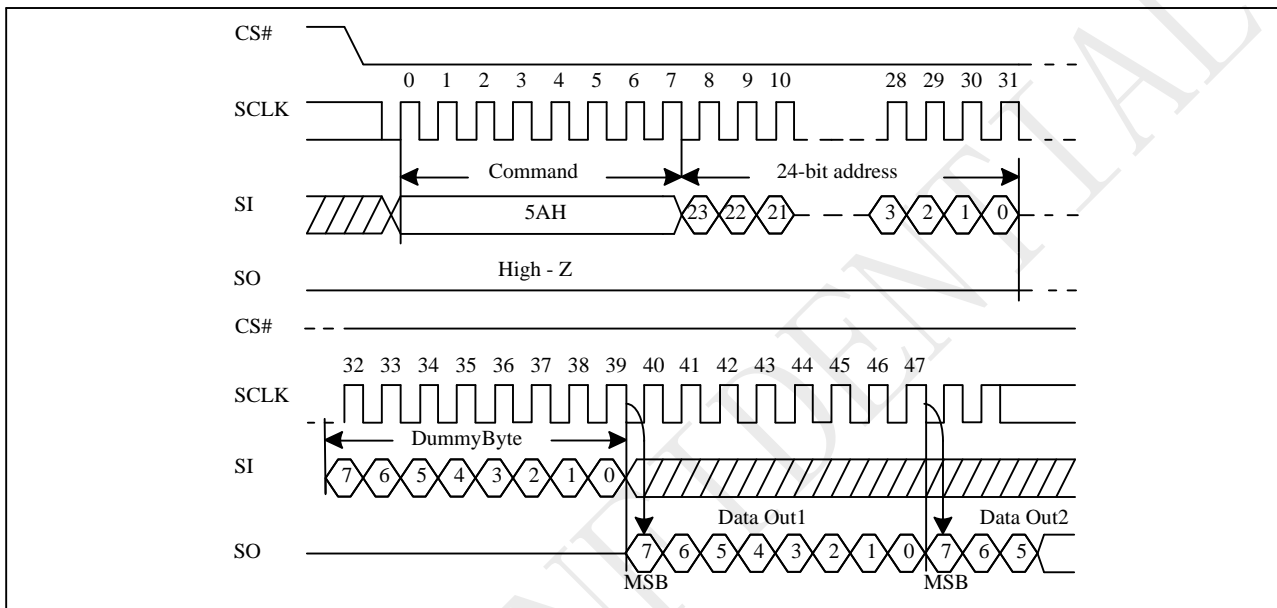 CS#
0 1 2 3 4 5 6 7 8 9 10 28 29 30 31
SCLK
Command 24-bit address
SI 5AH 23 22 21 3 2 1 0
High - Z
SO
CS#
32 33 34 35 36 37 38 39 40 41 42 43 44 45 46 47
SCLK
DummyByte
SI 7 6 5 4 3 2 1 0
Data Out1 Data Out2
SO 7 6 5 4 3 2 1 0 7 6 5
MSB MSB